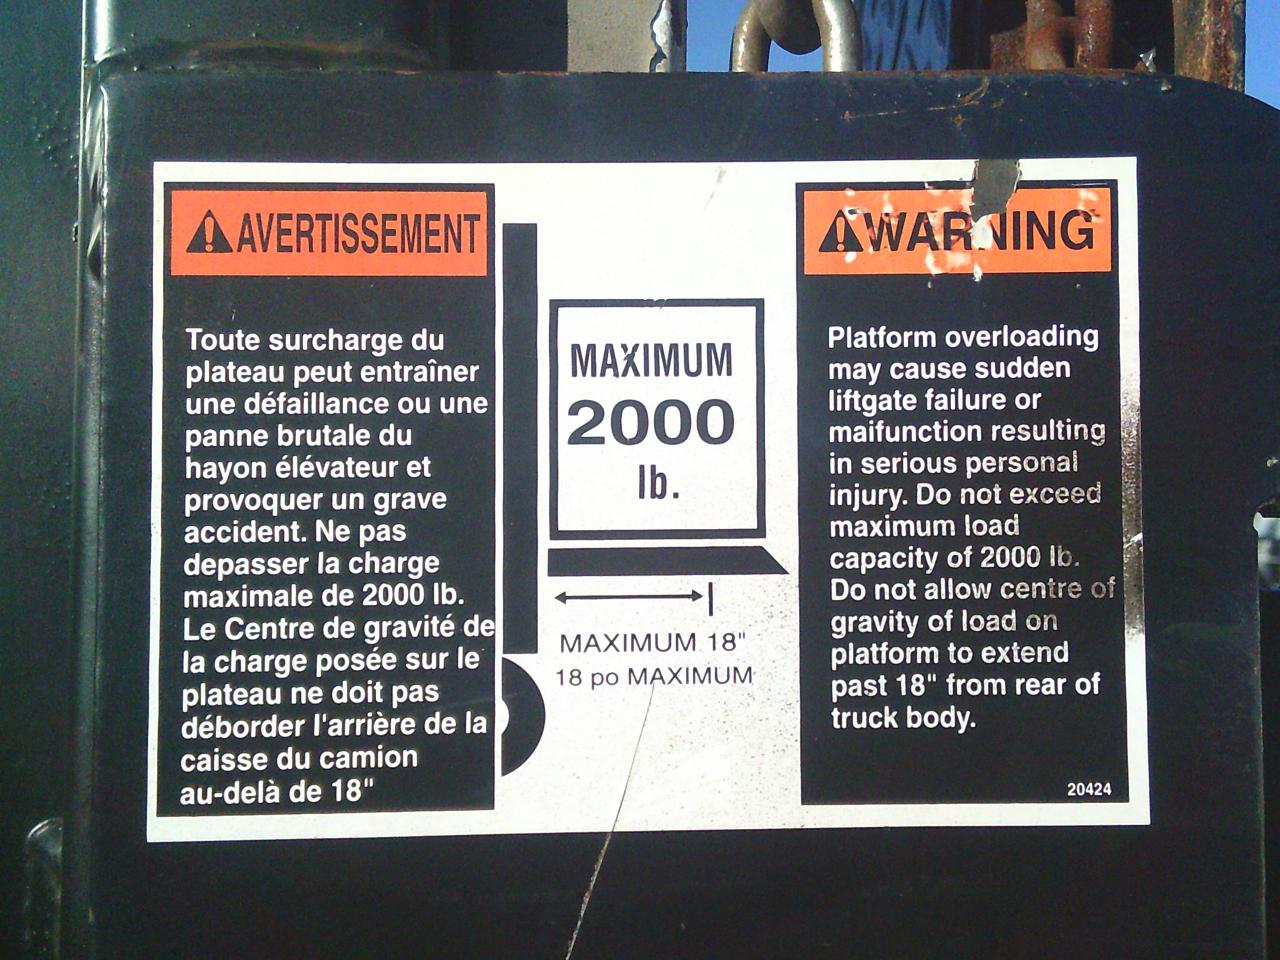 AVERTISSEMENT
Toute surcharge du
plateau peut entraîner
une défaillance ou une
panne brutale du
hayon élévateur et
provoquer un grave
accident. Ne pas
depasser la charge
maximale de 2000 lb.
Le Centre de gravité de
la charge posée sur le
plateau ne doit pas
déborder l'arrière de la
caisse du camion
au-delà de 18"
MAXIMUM
2000
lb.
MAXIMUM 18"
18 po MAXIMUM
WARNING
Platform overloading
may cause sudden
liftgate failure or
maifunction resulting
in serious personal
injury. Do not exceed
maximum load
capacity of 2000 lb.
Do not allow centre of
gravity of load on
platform to extend
past 18" from rear of
truck body.
20424